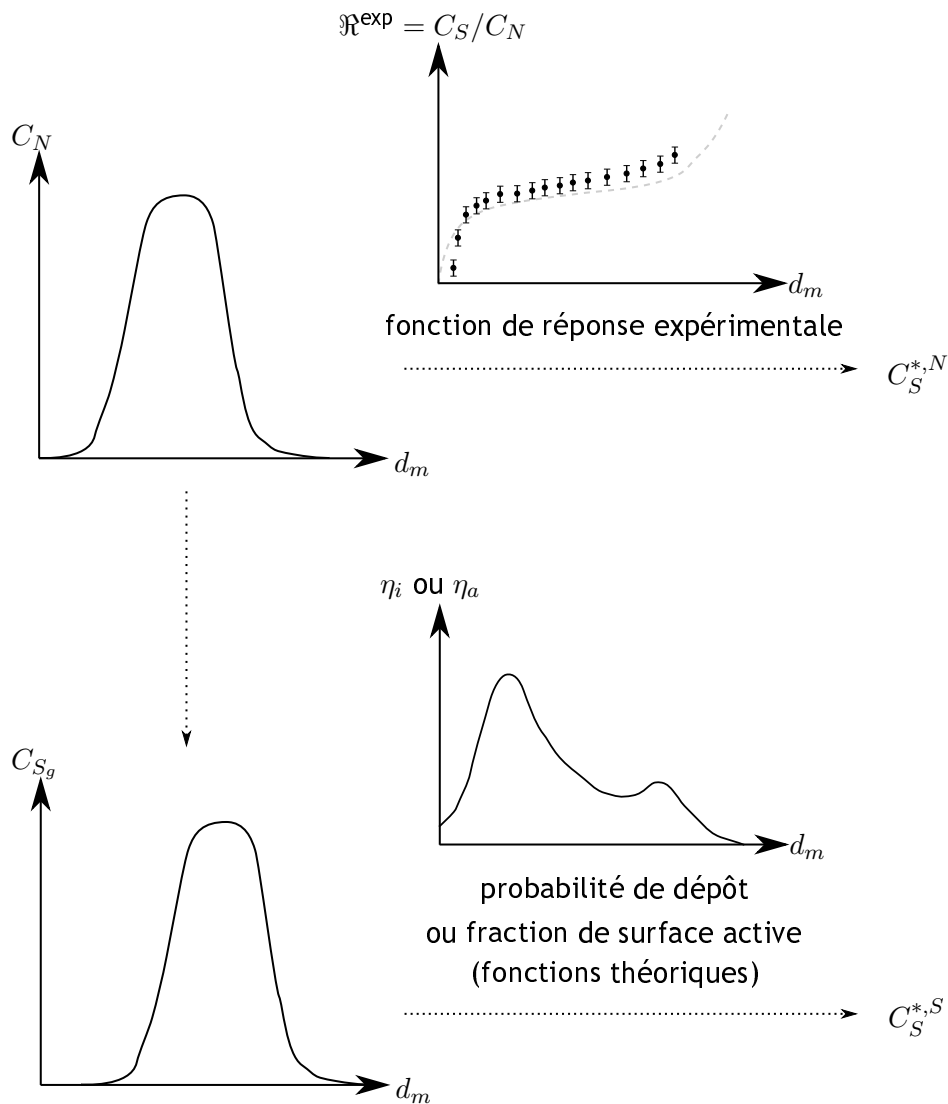 ℜ^exp = C_S/C_N
C_N
d_m
fonction de réponse expérimentale
C_S^{*,N}
d_m
η_i ou η_a
C_{S_g}
d_m
probabilité de dépôt
ou fraction de surface active
(fonctions théoriques)
C_S^{*,S}
d_m